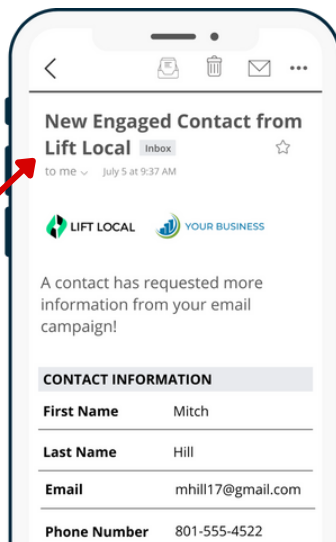 New Engaged Contact from
Lift Local Inbox
to me July 5 at 9:37 AM
LIFT LOCAL YOUR BUSINESS
A contact has requested more
information from your email
campaign!
CONTACT INFORMATION
First Name Mitch
Last Name Hill
Email mhill17@gmail.com
Phone Number 801-555-4522